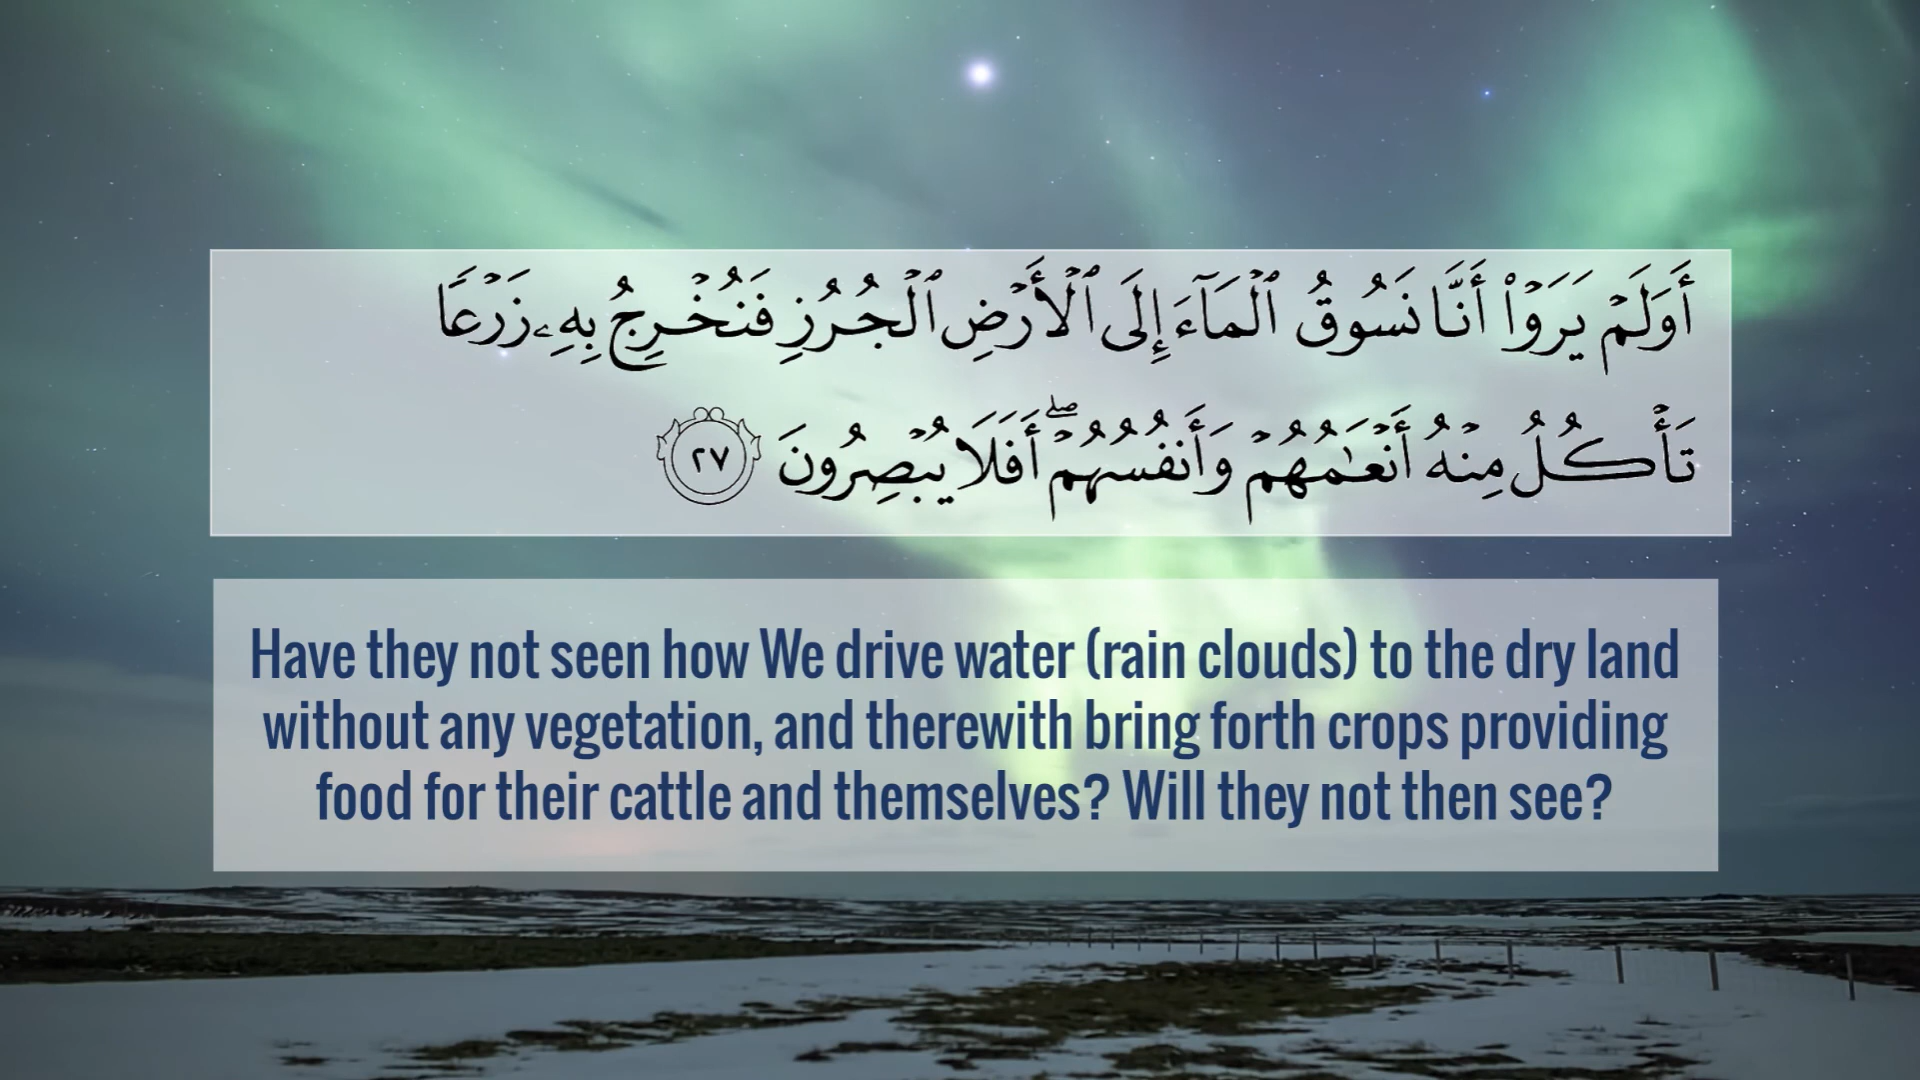 أَوَلَمْ يَرَوْا۟ أَنَّا نَسُوقُ ٱلْمَآءَ إِلَى ٱلْأَرْضِ ٱلْجُرُزِ فَنُخْرِجُ بِهِۦ زَرْعًا
تَأْكُلُ مِنْهُ أَنْعَـٰمُهُمْ وَأَنفُسُهُمْ ۖ أَفَلَا يُبْصِرُونَ ٢٧
Have they not seen how We drive water (rain clouds) to the dry land
without any vegetation, and therewith bring forth crops providing
food for their cattle and themselves? Will they not then see?